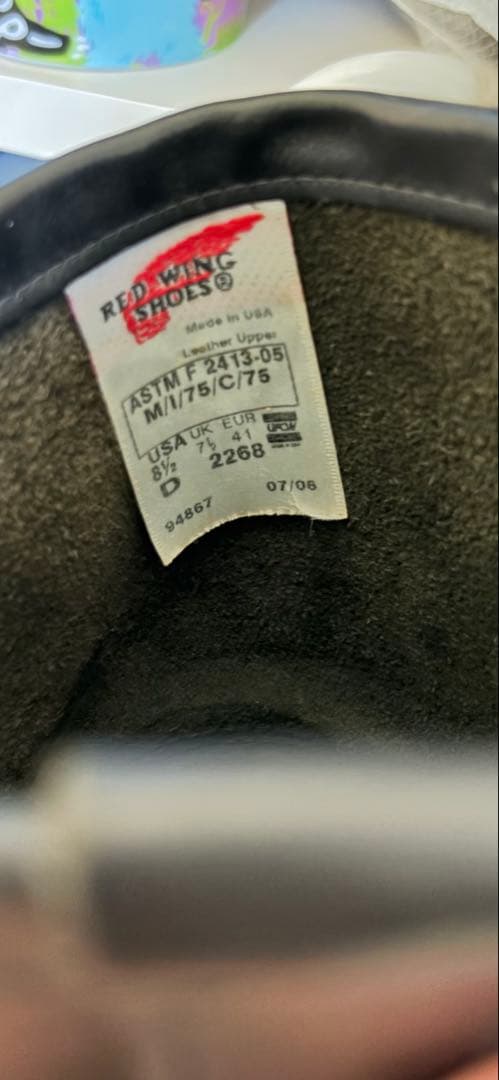 RED WING
SHOES®
Made in USA
Leather Upper
ASTM F 2413-05
M/I/75/C/75
USA UK EUR
8½ 7½ 41
D 2268
94867 07/06